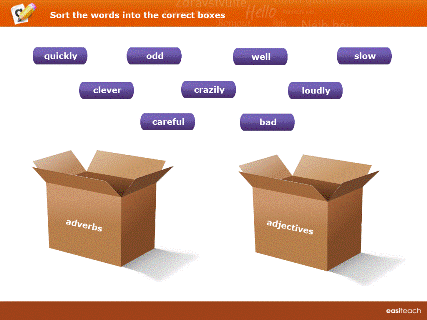 Sort the words into the correct boxes
Hello
quickly odd well slow
clever crazily loudly
careful bad
adverbs
adjectives
easiteach